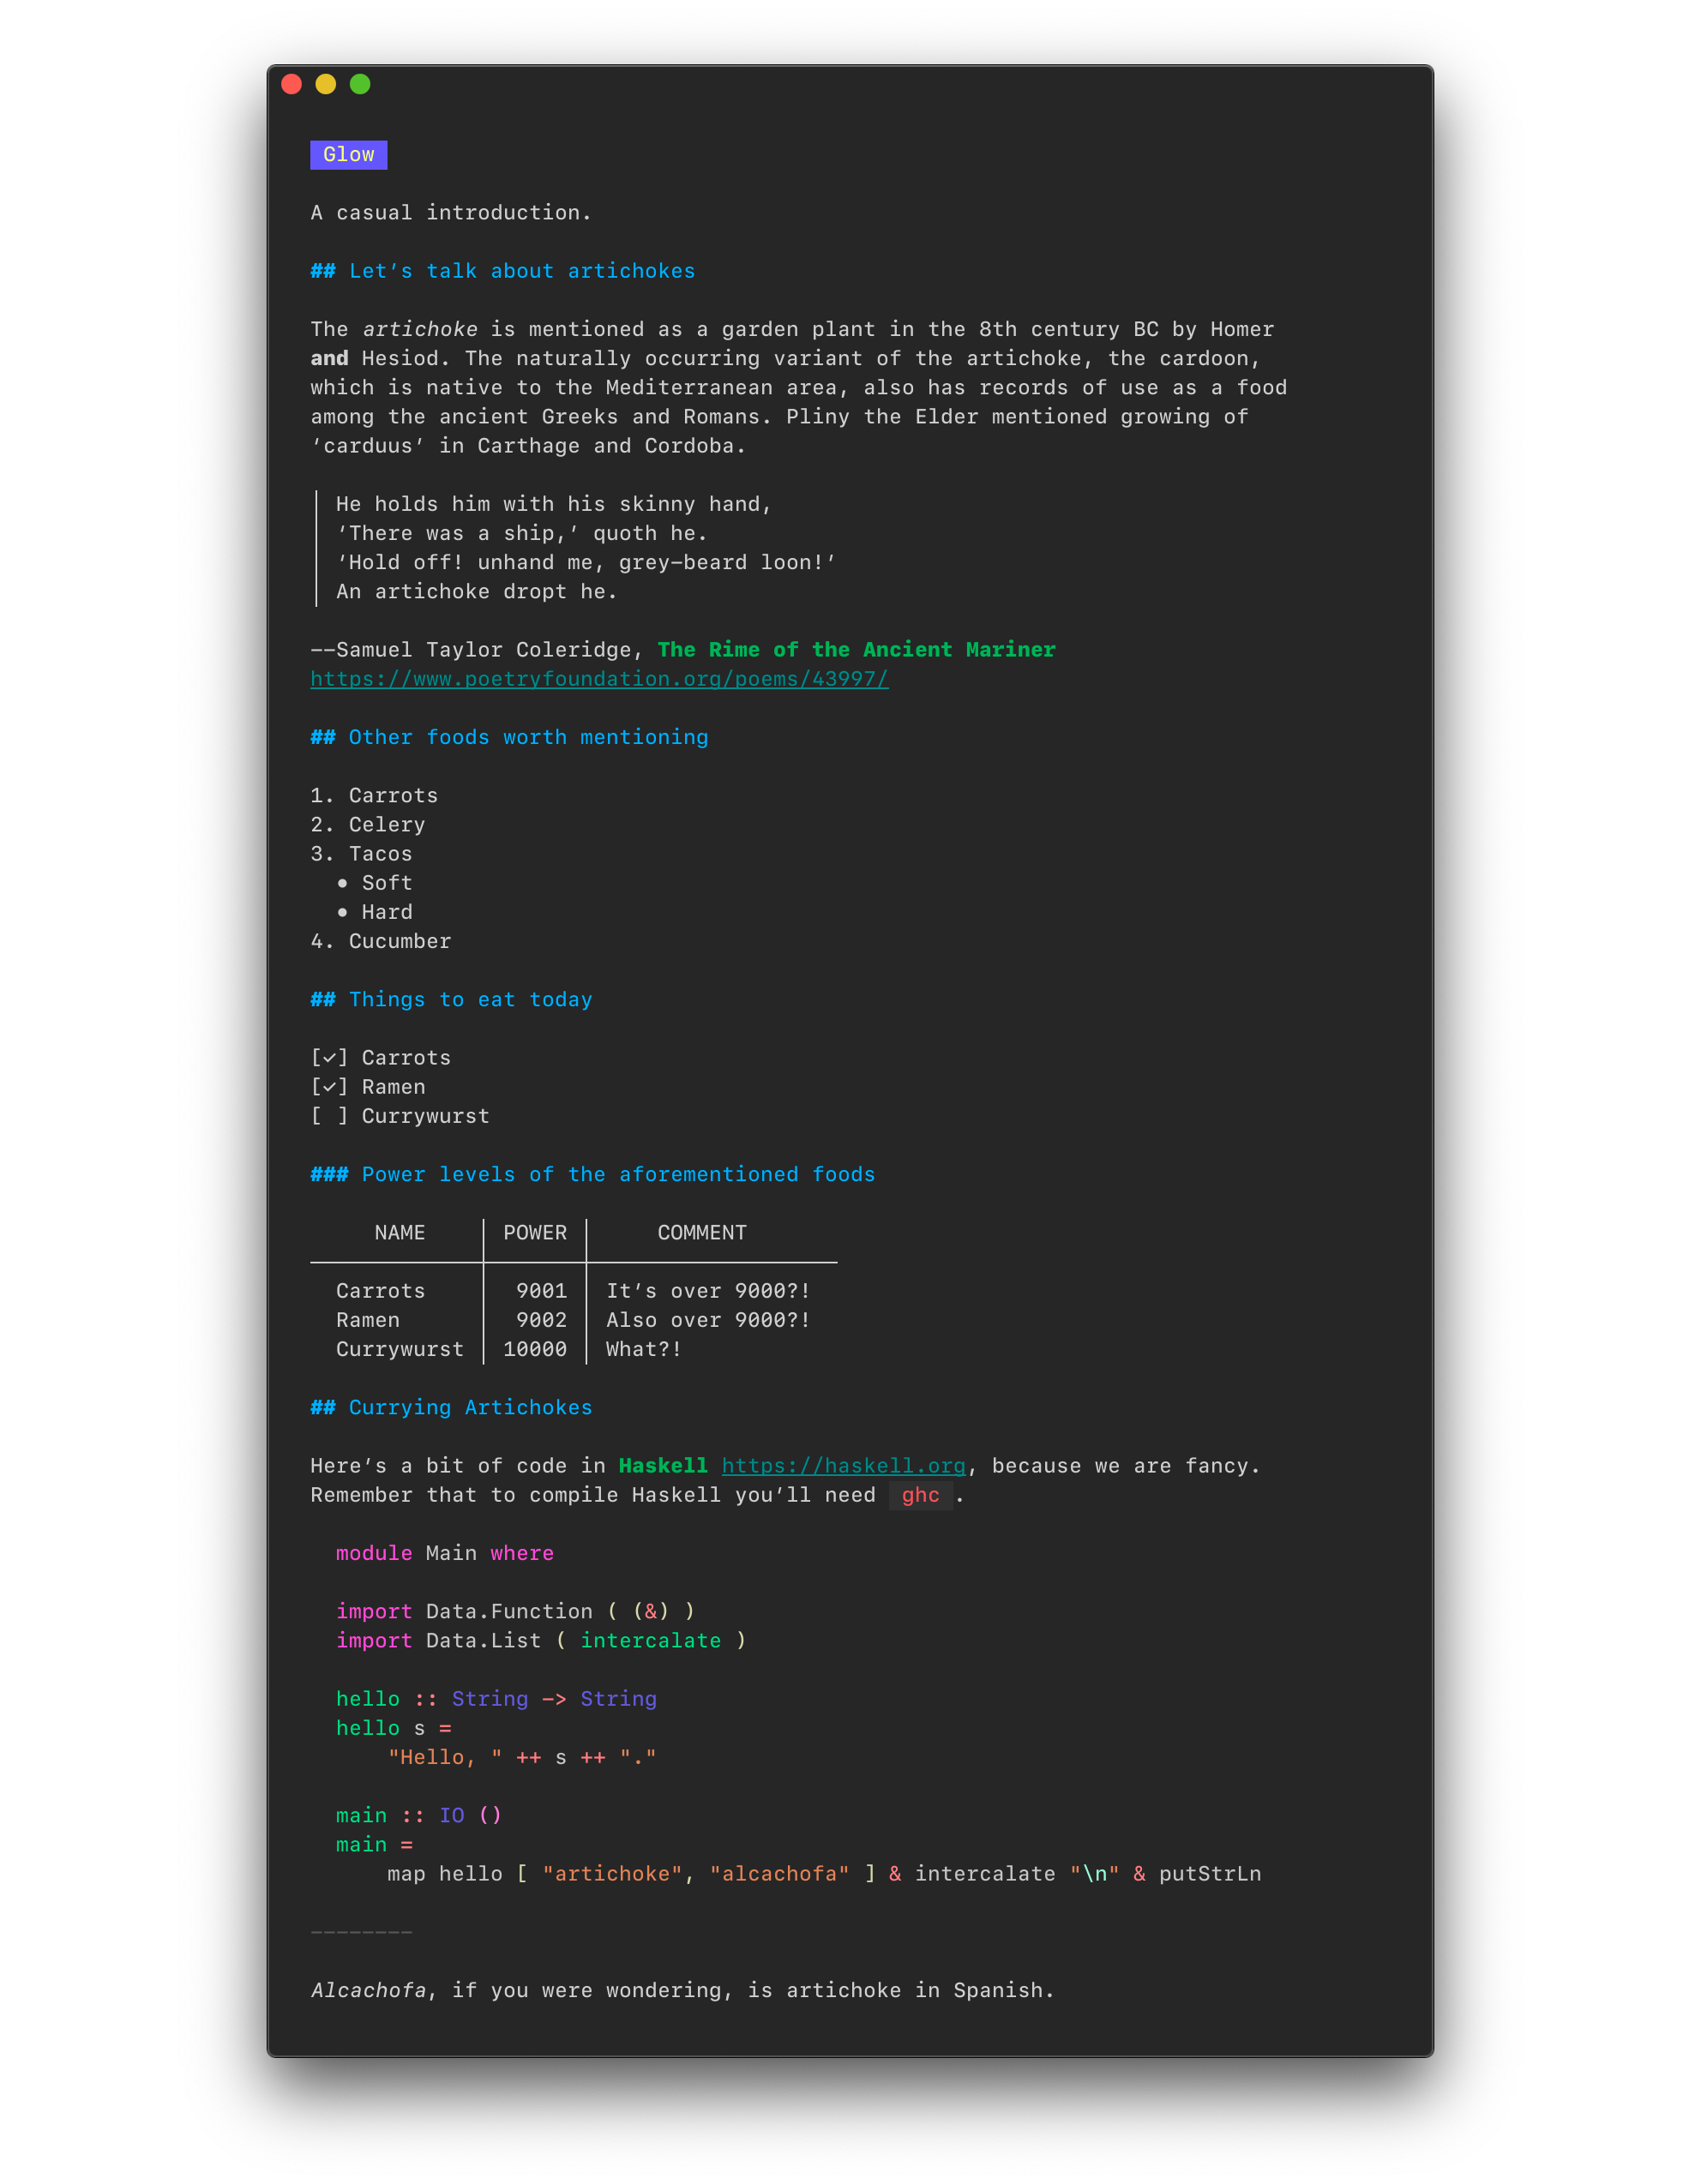 Glow
A casual introduction.
## Let’s talk about artichokes
The artichoke is mentioned as a garden plant in the 8th century BC by Homer
and Hesiod. The naturally occurring variant of the artichoke, the cardoon,
which is native to the Mediterranean area, also has records of use as a food
among the ancient Greeks and Romans. Pliny the Elder mentioned growing of
‘carduus’ in Carthage and Cordoba.
He holds him with his skinny hand,
‘There was a ship,’ quoth he.
‘Hold off! unhand me, grey-beard loon!’
An artichoke dropt he.
--Samuel Taylor Coleridge, The Rime of the Ancient Mariner
https://www.poetryfoundation.org/poems/43997/
## Other foods worth mentioning
1. Carrots
2. Celery
3. Tacos
• Soft
• Hard
4. Cucumber
## Things to eat today
[✓] Carrots
[✓] Ramen
[ ] Currywurst
### Power levels of the aforementioned foods
NAME | POWER | COMMENT
Carrots | 9001 | It’s over 9000?!
Ramen | 9002 | Also over 9000?!
Currywurst | 10000 | What?!
## Currying Artichokes
Here’s a bit of code in Haskell https://haskell.org, because we are fancy.
Remember that to compile Haskell you’ll need ghc .
module Main where
import Data.Function ( (&) )
import Data.List ( intercalate )
hello :: String -> String
hello s =
"Hello, " ++ s ++ "."
main :: IO ()
main =
map hello [ "artichoke", "alcachofa" ] & intercalate "\n" & putStrLn
--------
Alcachofa, if you were wondering, is artichoke in Spanish.